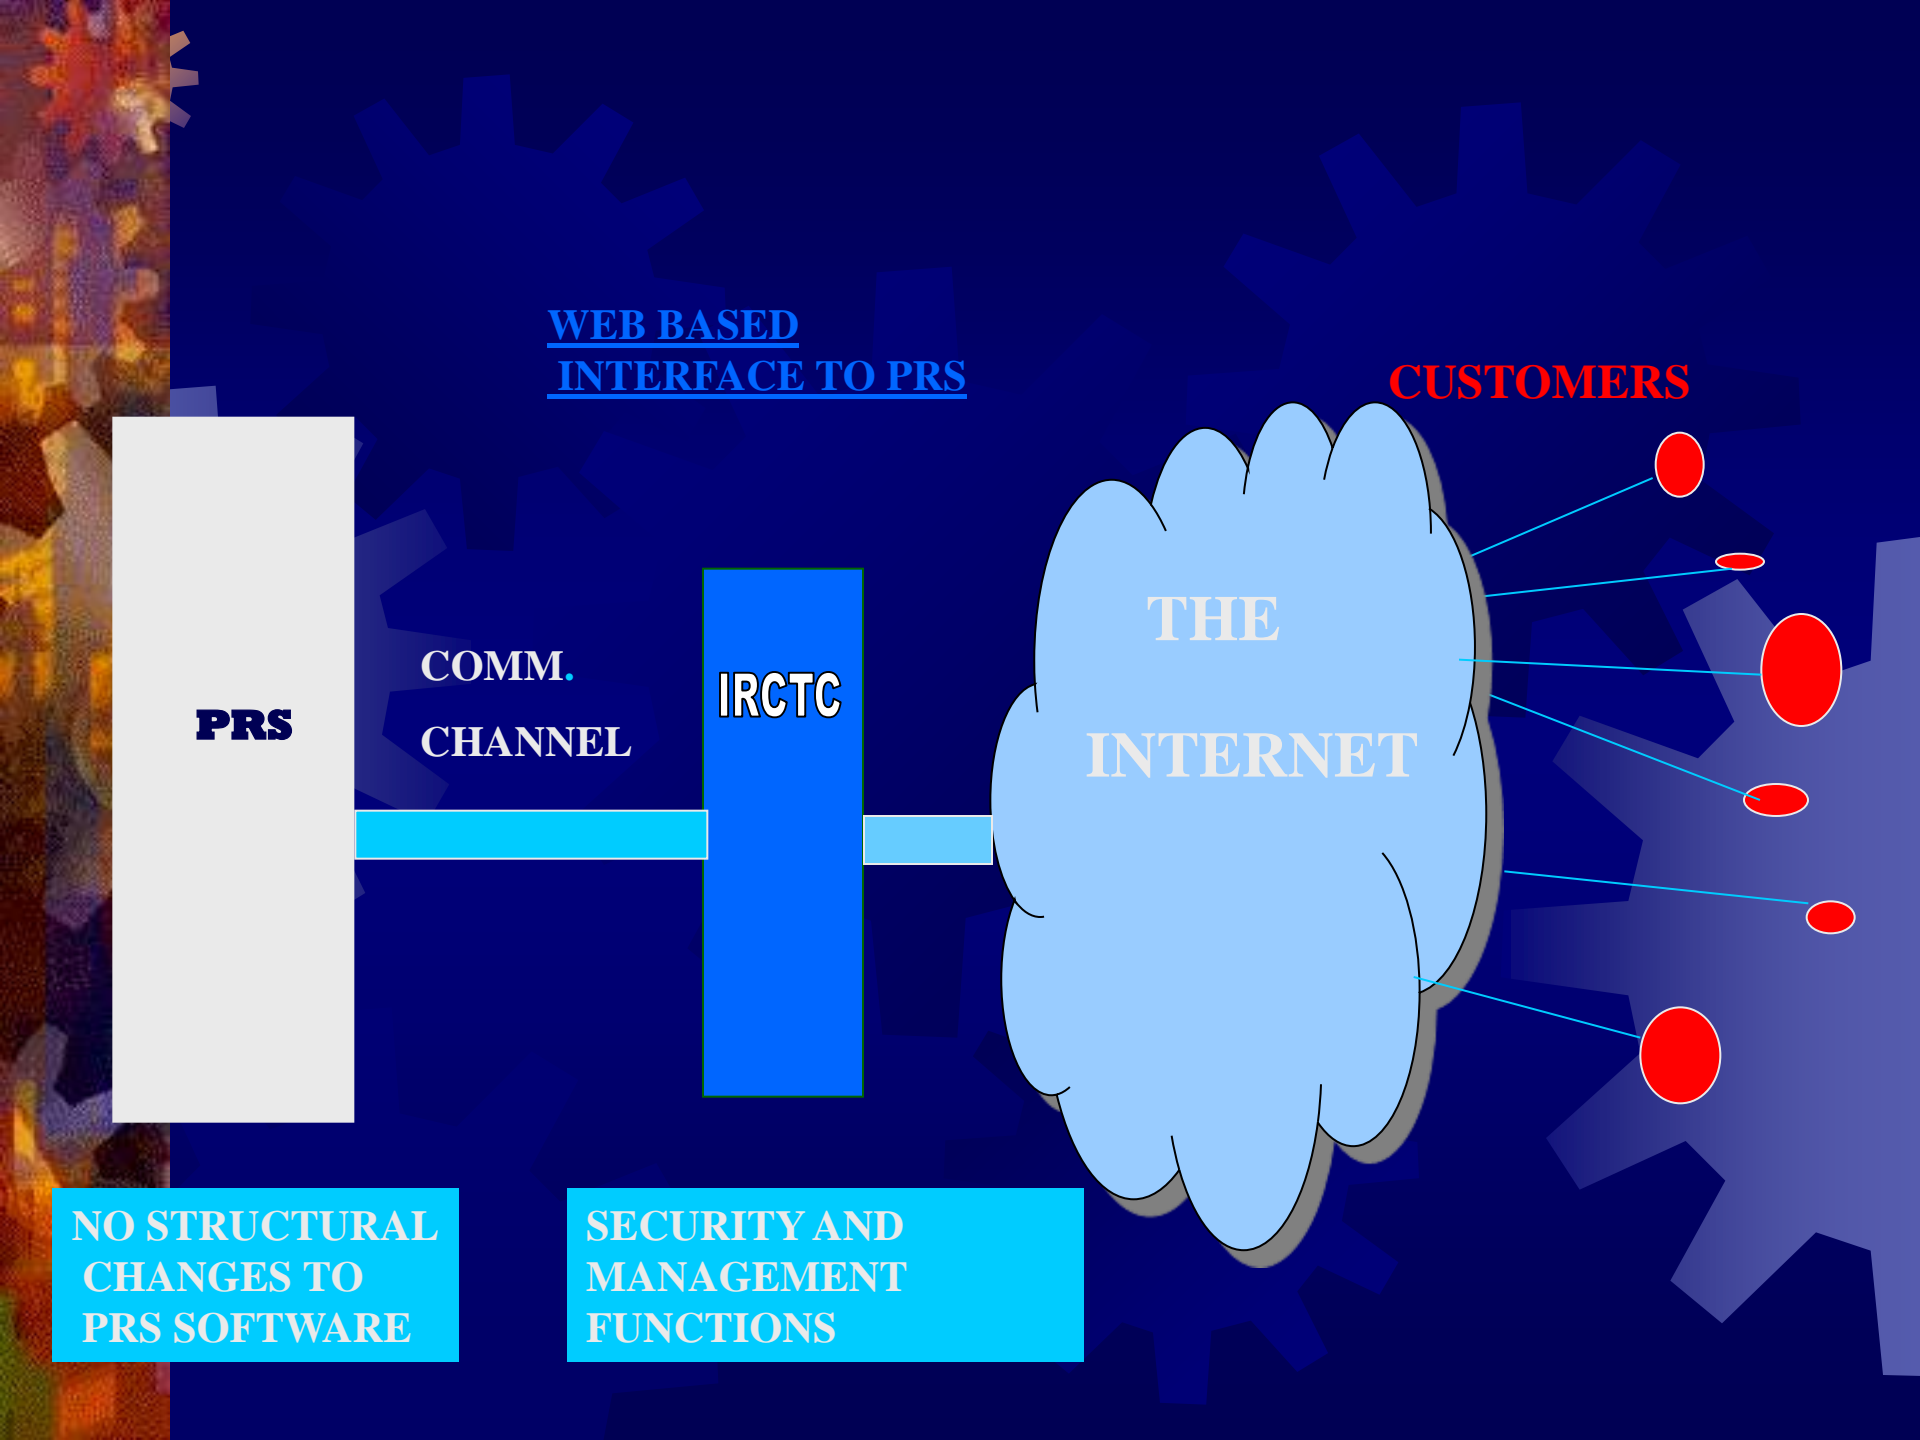 WEB BASED
INTERFACE TO PRS
CUSTOMERS
PRS
COMM.
CHANNEL
IRCTC
THE
INTERNET
NO STRUCTURAL
CHANGES TO
PRS SOFTWARE
SECURITY AND
MANAGEMENT
FUNCTIONS